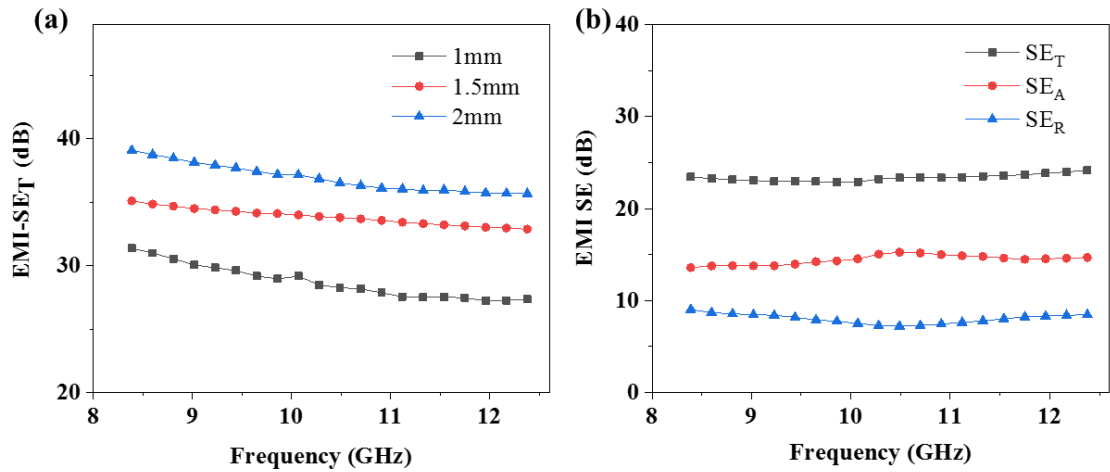 (a)
1mm
1.5mm
2mm
EMI-SET (dB)
40
30
20
8 9 10 11 12
Frequency (GHz)
(b)
SET
SEA
SER
EMI SE (dB)
40
30
20
10
0
8 9 10 11 12
Frequency (GHz)